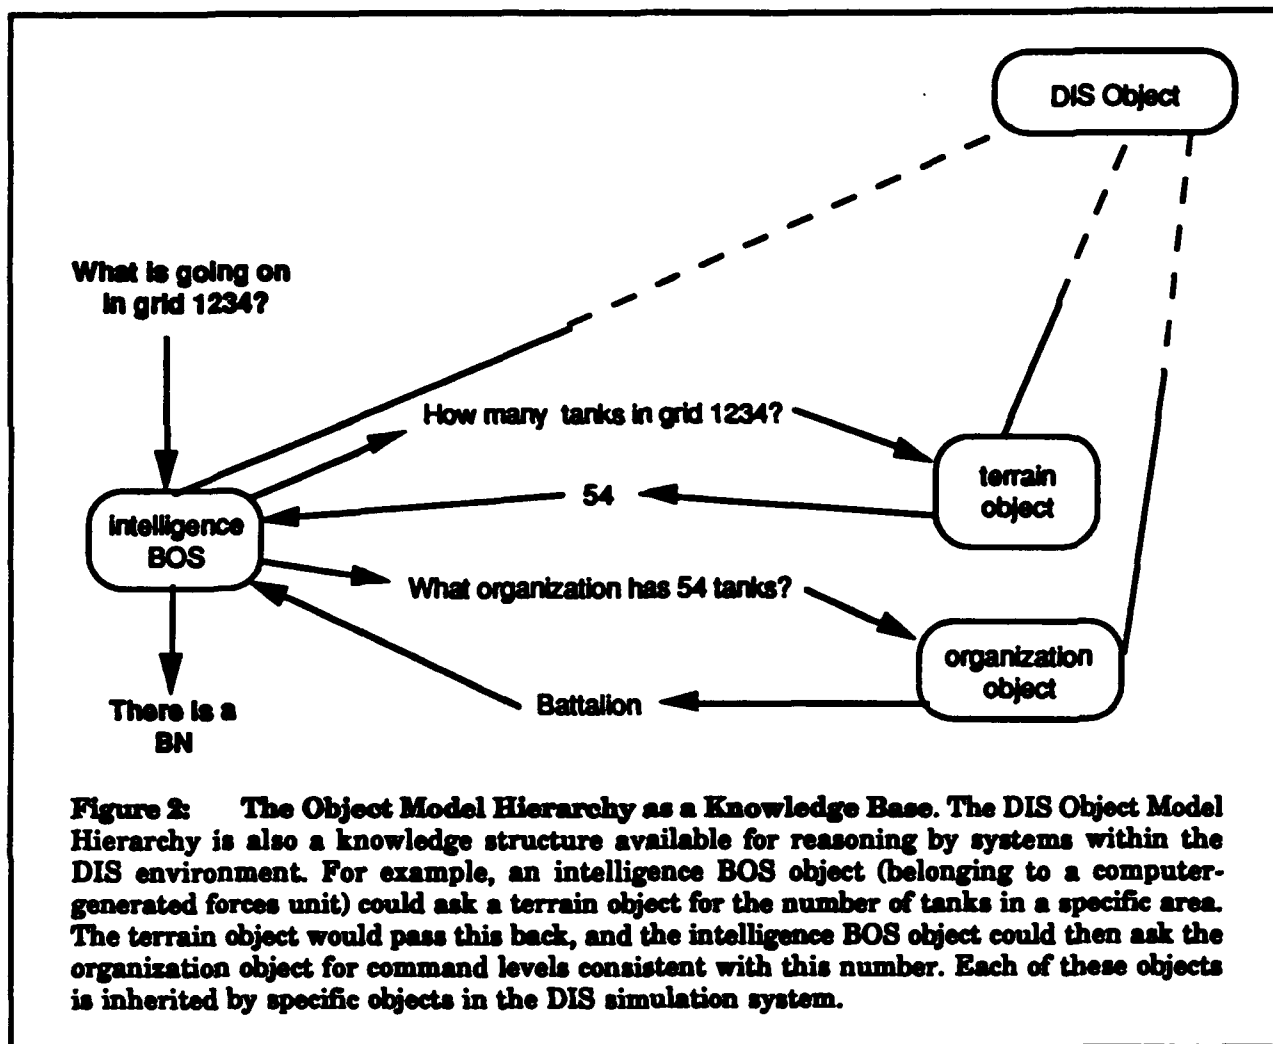 DIS Object
What is going on
in grid 1234?
How many tanks in grid 1234?
terrain
object
54
intelligence
BOS
What organization has 54 tanks?
organization
object
Battalion
There is a
BN
Figure 2: The Object Model Hierarchy as a Knowledge Base. The DIS Object Model
Hierarchy is also a knowledge structure available for reasoning by systems within the
DIS environment. For example, an intelligence BOS object (belonging to a computer-
generated forces unit) could ask a terrain object for the number of tanks in a specific area.
The terrain object would pass this back, and the intelligence BOS object could then ask the
organization object for command levels consistent with this number. Each of these objects
is inherited by specific objects in the DIS simulation system.